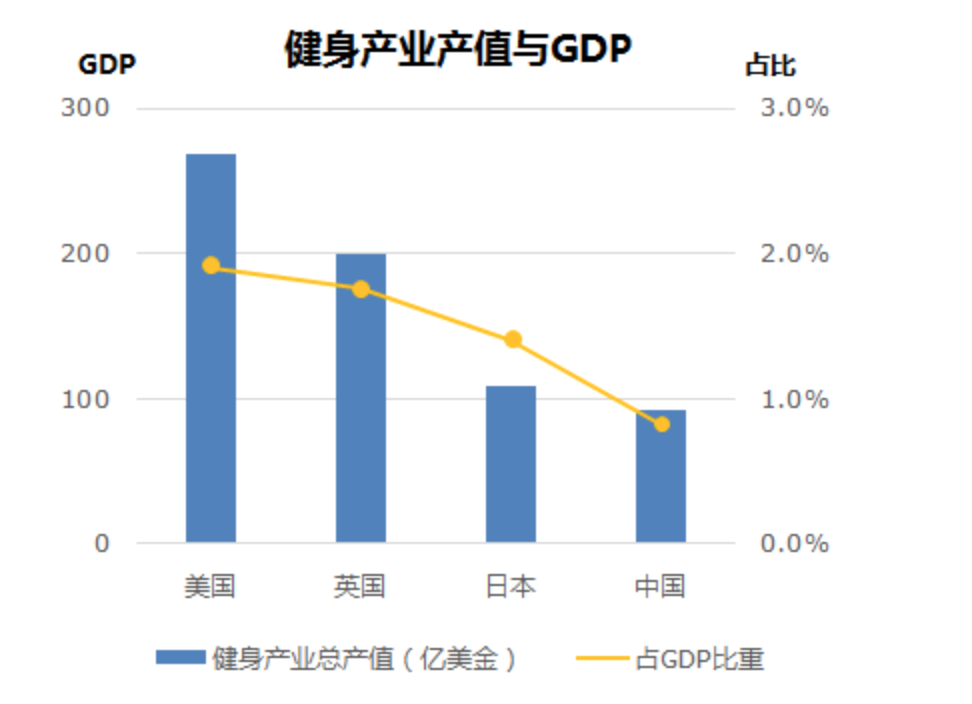 健身产业产值与GDP
GDP
占比
300
3.0%
200
2.0%
100
1.0%
0
0.0%
美国
英国
日本
中国
健身产业总产值（亿美金）
占GDP比重